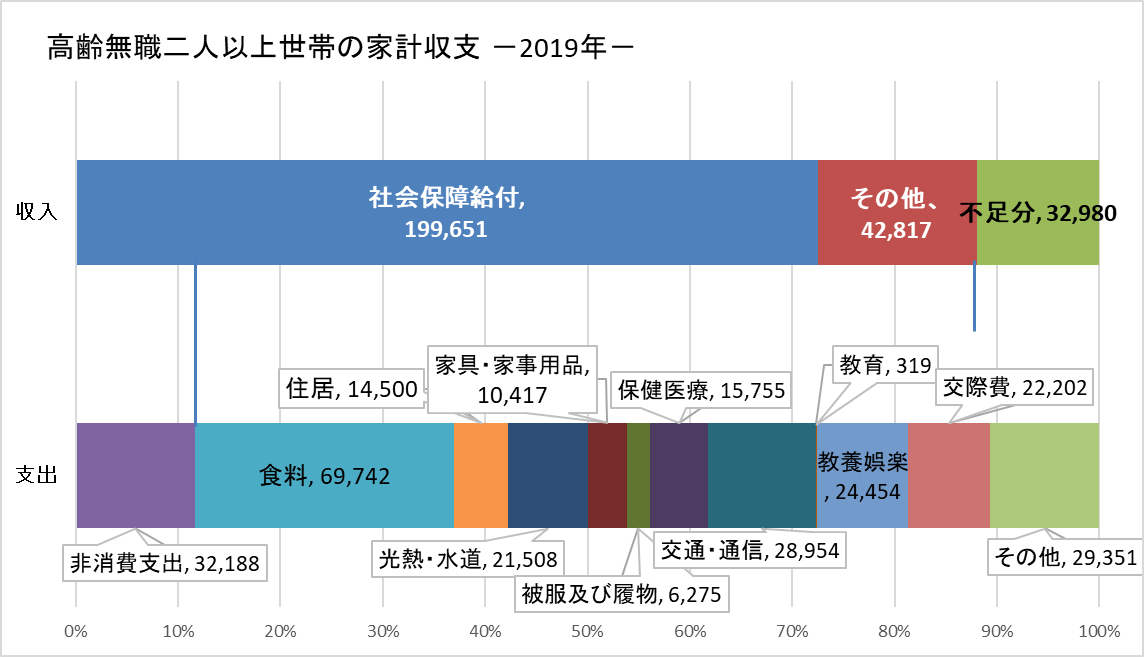 高齢無職二人以上世帯の家計収支 －2019年－
収入
社会保障給付,
199,651
その他、
42,817
不足分, 32,980
住居, 14,500
家具・家事用品,
10,417
保健医療, 15,755
教育, 319
交際費, 22,202
支出
食料, 69,742
教養娯楽
, 24,454
非消費支出, 32,188
光熱・水道, 21,508
被服及び履物, 6,275
交通・通信, 28,954
その他, 29,351
0%
10%
20%
30%
40%
50%
60%
70%
80%
90%
100%